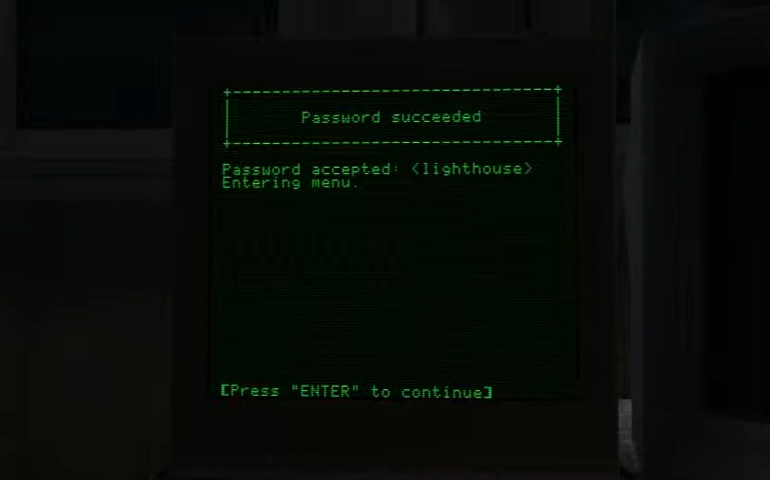 Password succeeded
Password accepted: <lighthouse>
Entering menu.
[Press "ENTER" to continue]